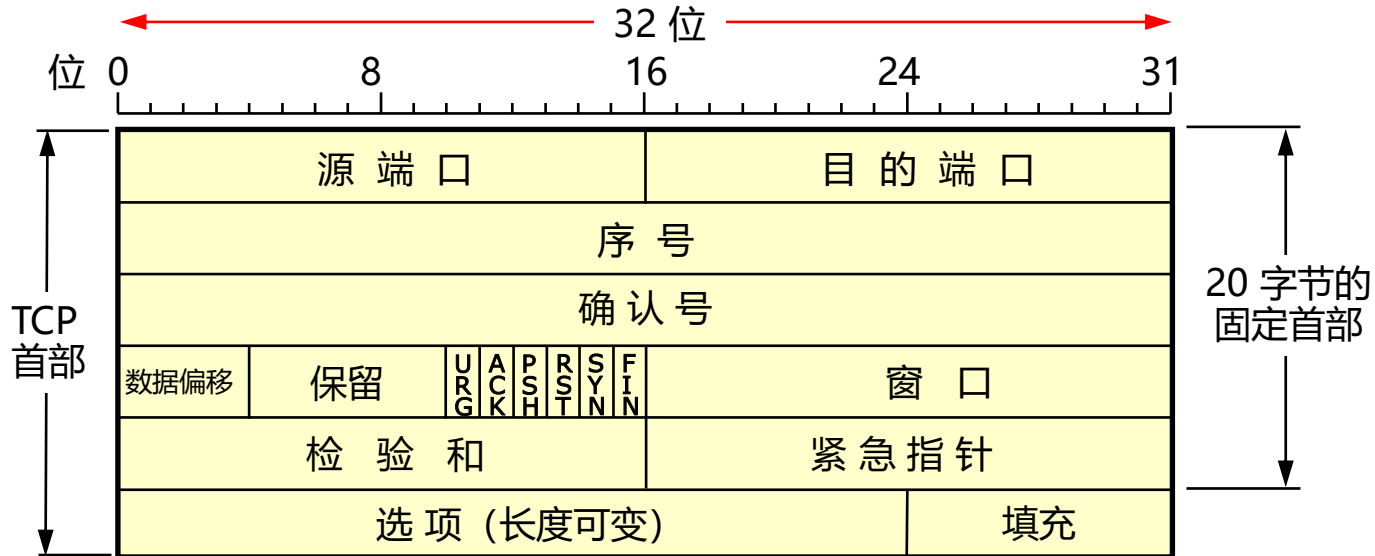 32 位
位 0 8 16 24 31
源 端 口 目 的 端 口
序 号
确 认 号
TCP
首部
20 字节的
固定首部
数据偏移 保留 URG ACK PSH RST SYN FIN 窗 口
检 验 和 紧 急 指 针
选 项 (长度可变) 填充